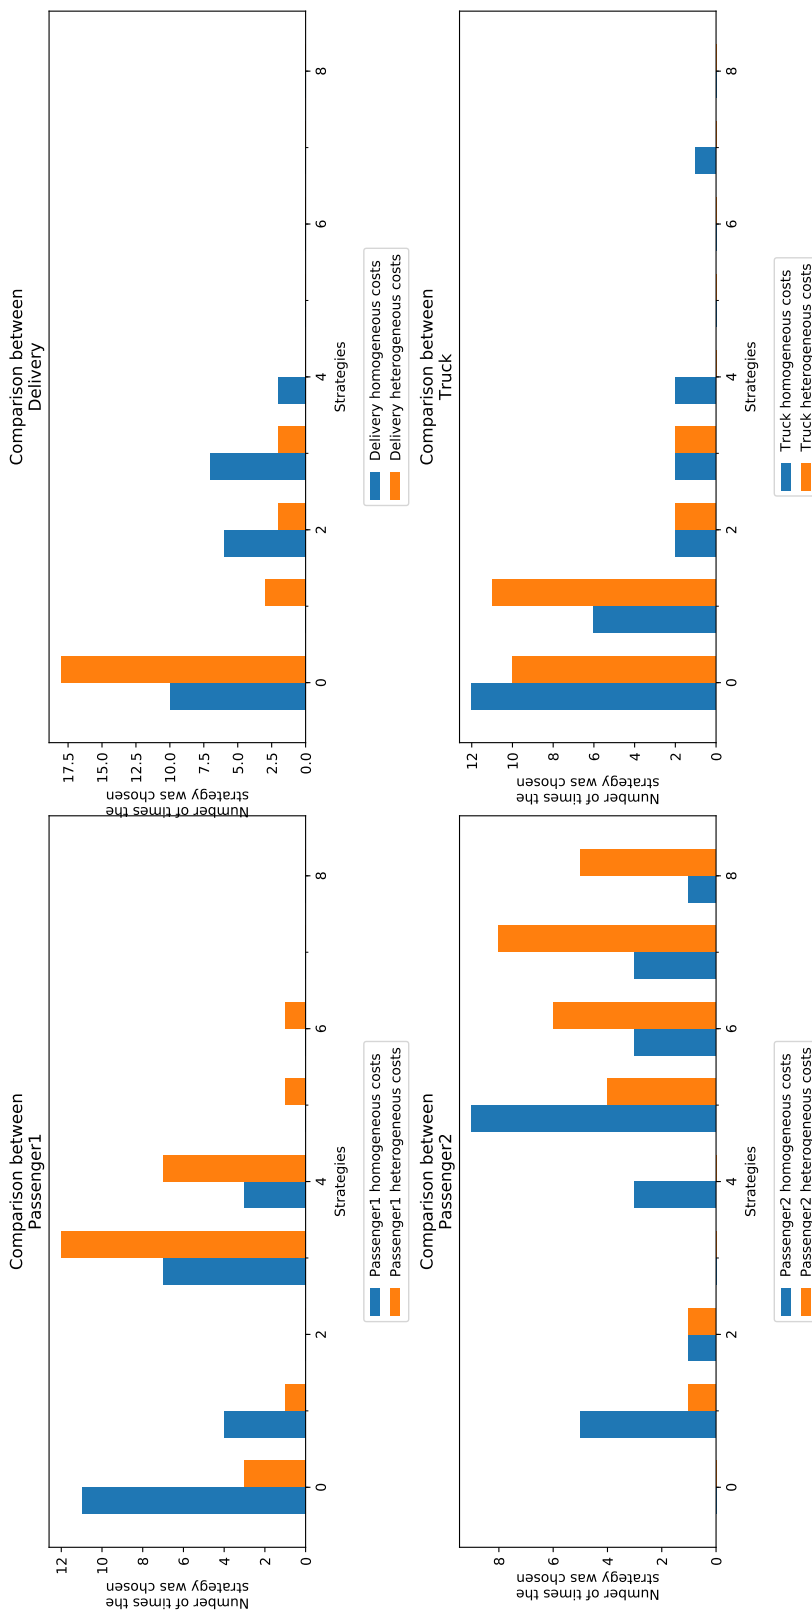 Comparison between
Passenger1
Number of times the
strategy was chosen
12
10
8
6
4
2
0
0
2
4
6
8
Strategies
Passenger1 homogeneous costs
Passenger1 heterogeneous costs
Comparison between
Delivery
Number of times the
strategy was chosen
17.5
15.0
12.5
10.0
7.5
5.0
2.5
0.0
0
2
4
6
8
Strategies
Delivery homogeneous costs
Delivery heterogeneous costs
Comparison between
Passenger2
Number of times the
strategy was chosen
8
6
4
2
0
0
2
4
6
8
Strategies
Passenger2 homogeneous costs
Passenger2 heterogeneous costs
Comparison between
Truck
Number of times the
strategy was chosen
12
10
8
6
4
2
0
0
2
4
6
8
Strategies
Truck homogeneous costs
Truck heterogeneous costs